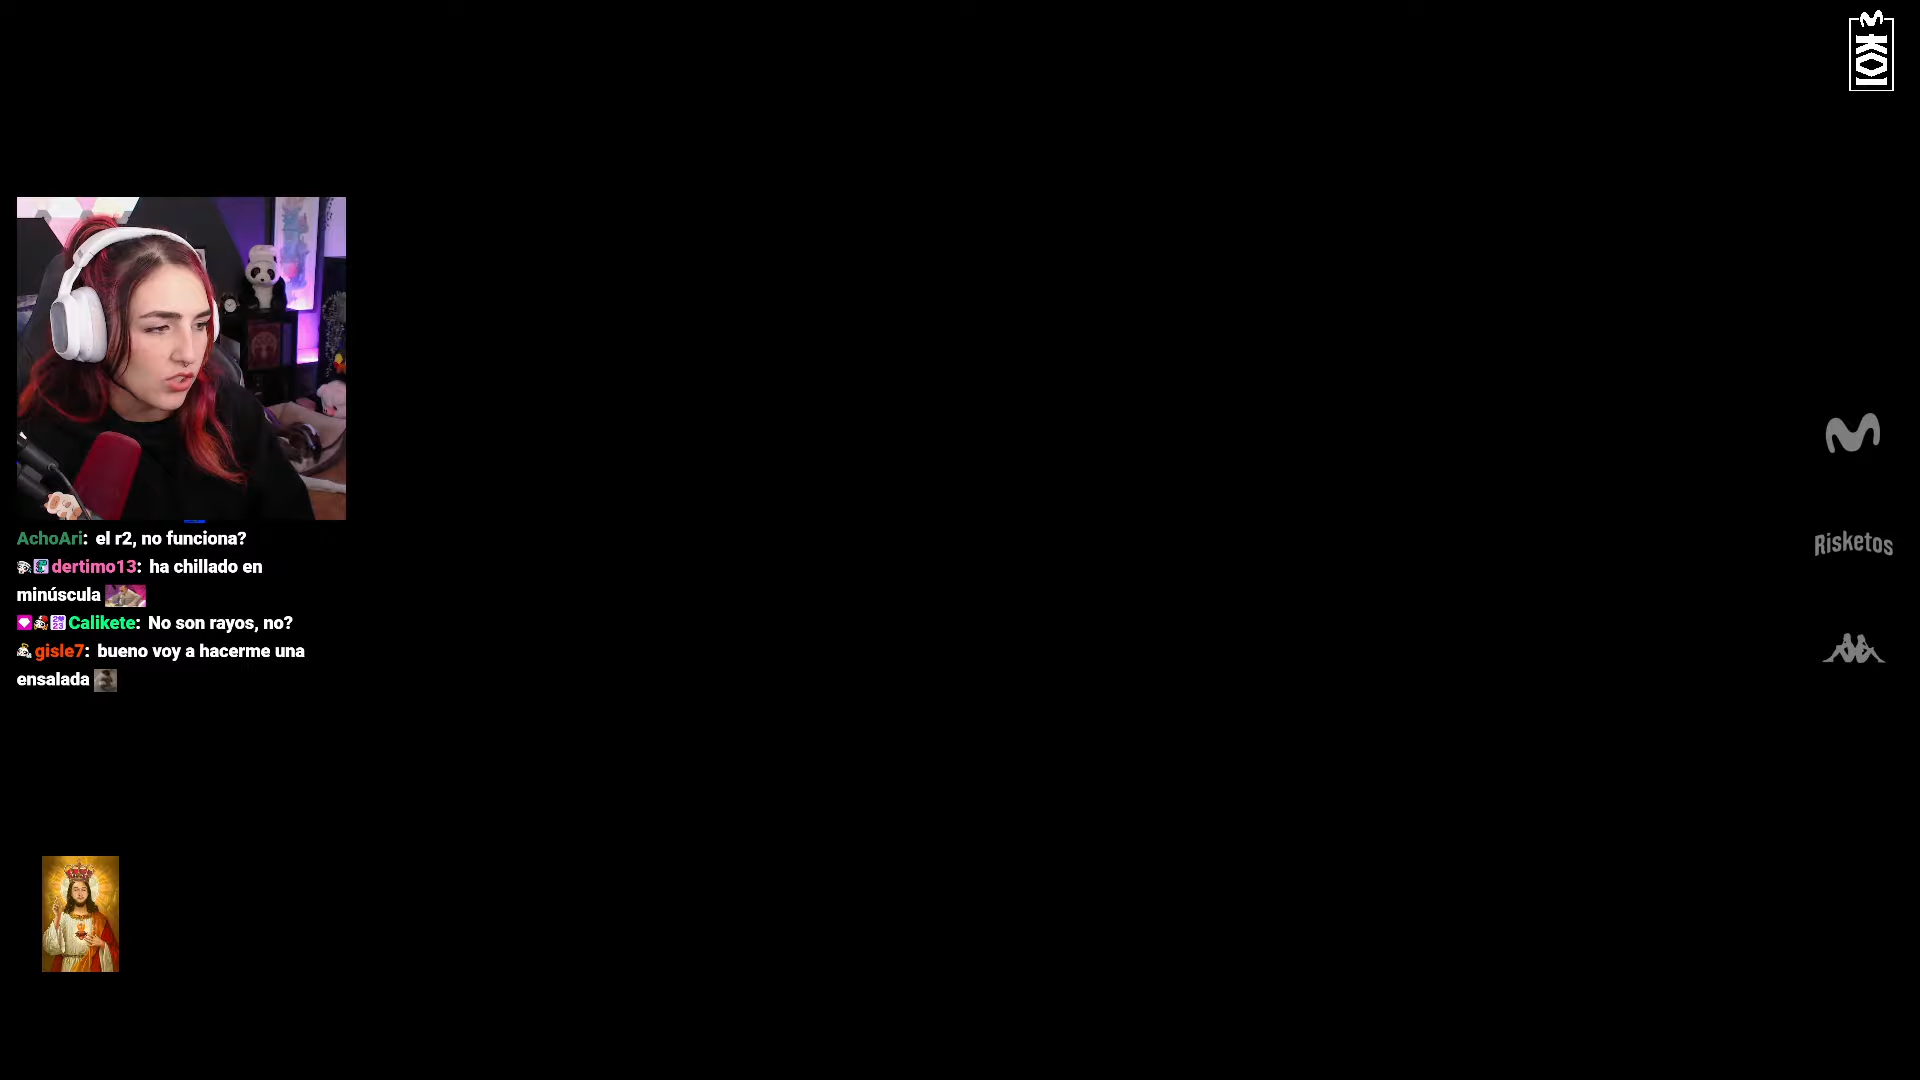 KOI
AchoAri: el r2, no funciona?
dertimo13: ha chillado en
minúscula
Calikete: No son rayos, no?
gisle7: bueno voy a hacerme una
ensalada
Risketos